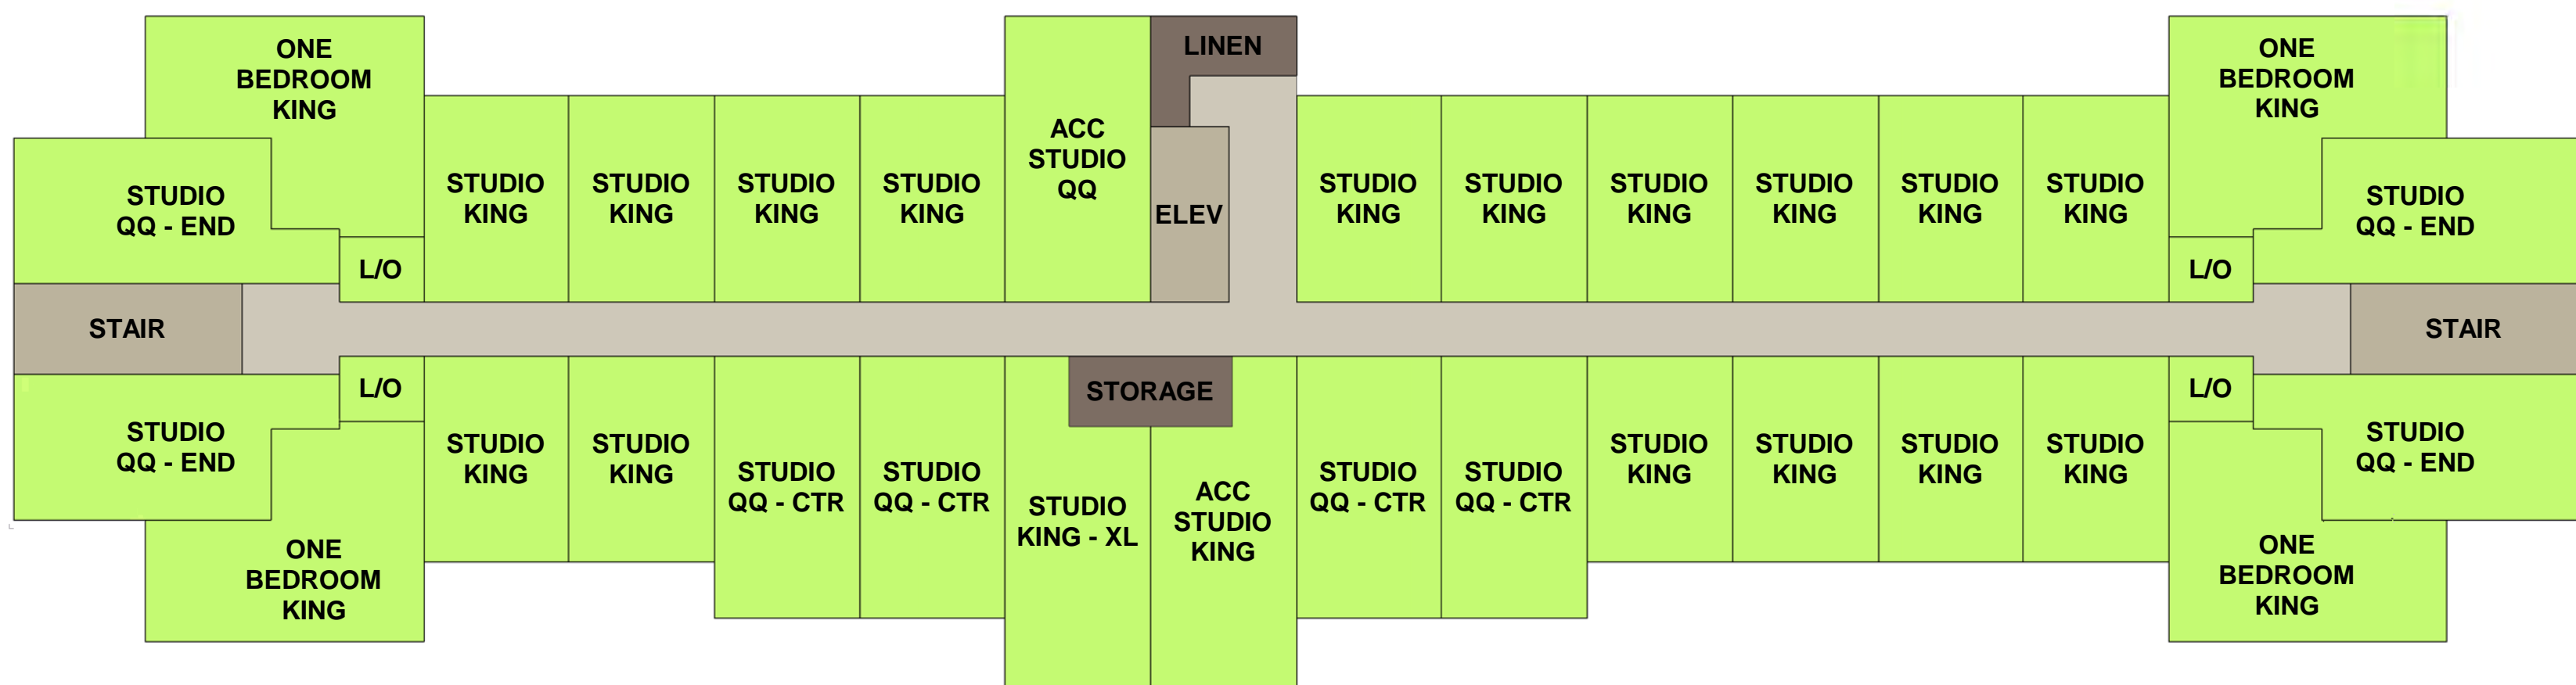 ONE
BEDROOM
KING
LINEN
ONE
BEDROOM
KING
ACC
STUDIO
QQ
STUDIO
QQ - END
STUDIO
KING
STUDIO
KING
STUDIO
KING
STUDIO
KING
ELEV
STUDIO
KING
STUDIO
KING
STUDIO
KING
STUDIO
KING
STUDIO
KING
STUDIO
KING
STUDIO
QQ - END
L/O
L/O
STAIR
STAIR
L/O
STORAGE
L/O
STUDIO
QQ - END
STUDIO
KING
STUDIO
KING
STUDIO
QQ - CTR
STUDIO
QQ - CTR
STUDIO
KING - XL
ACC
STUDIO
KING
STUDIO
QQ - CTR
STUDIO
QQ - CTR
STUDIO
KING
STUDIO
KING
STUDIO
KING
STUDIO
KING
STUDIO
QQ - END
ONE
BEDROOM
KING
ONE
BEDROOM
KING